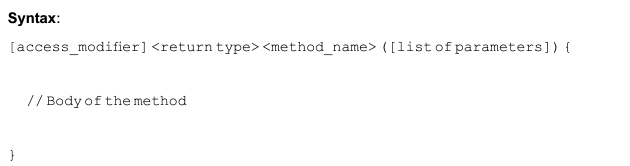 Syntax:
[access_modifier] <return type> <method_name> ([list of parameters]) {
// Body of the method
}